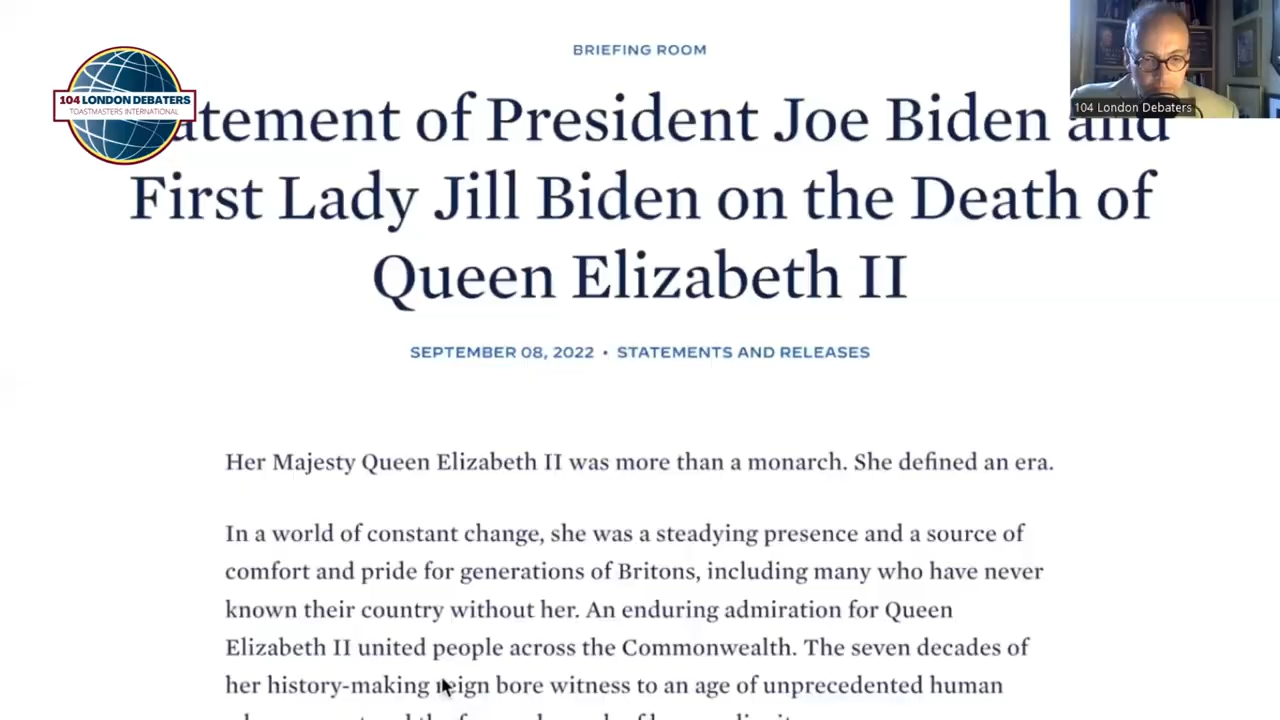 BRIEFING ROOM
104 LONDON DEBATERS
TOASTMASTERS INTERNATIONAL
104 London Debaters
of President Joe Biden and
First Lady Jill Biden on the Death of
Queen Elizabeth II
SEPTEMBER 08, 2022 • STATEMENTS AND RELEASES
Her Majesty Queen Elizabeth II was more than a monarch. She defined an era.
In a world of constant change, she was a steadying presence and a source of
comfort and pride for generations of Britons, including many who have never
known their country without her. An enduring admiration for Queen
Elizabeth II united people across the Commonwealth. The seven decades of
her history-making reign bore witness to an age of unprecedented human